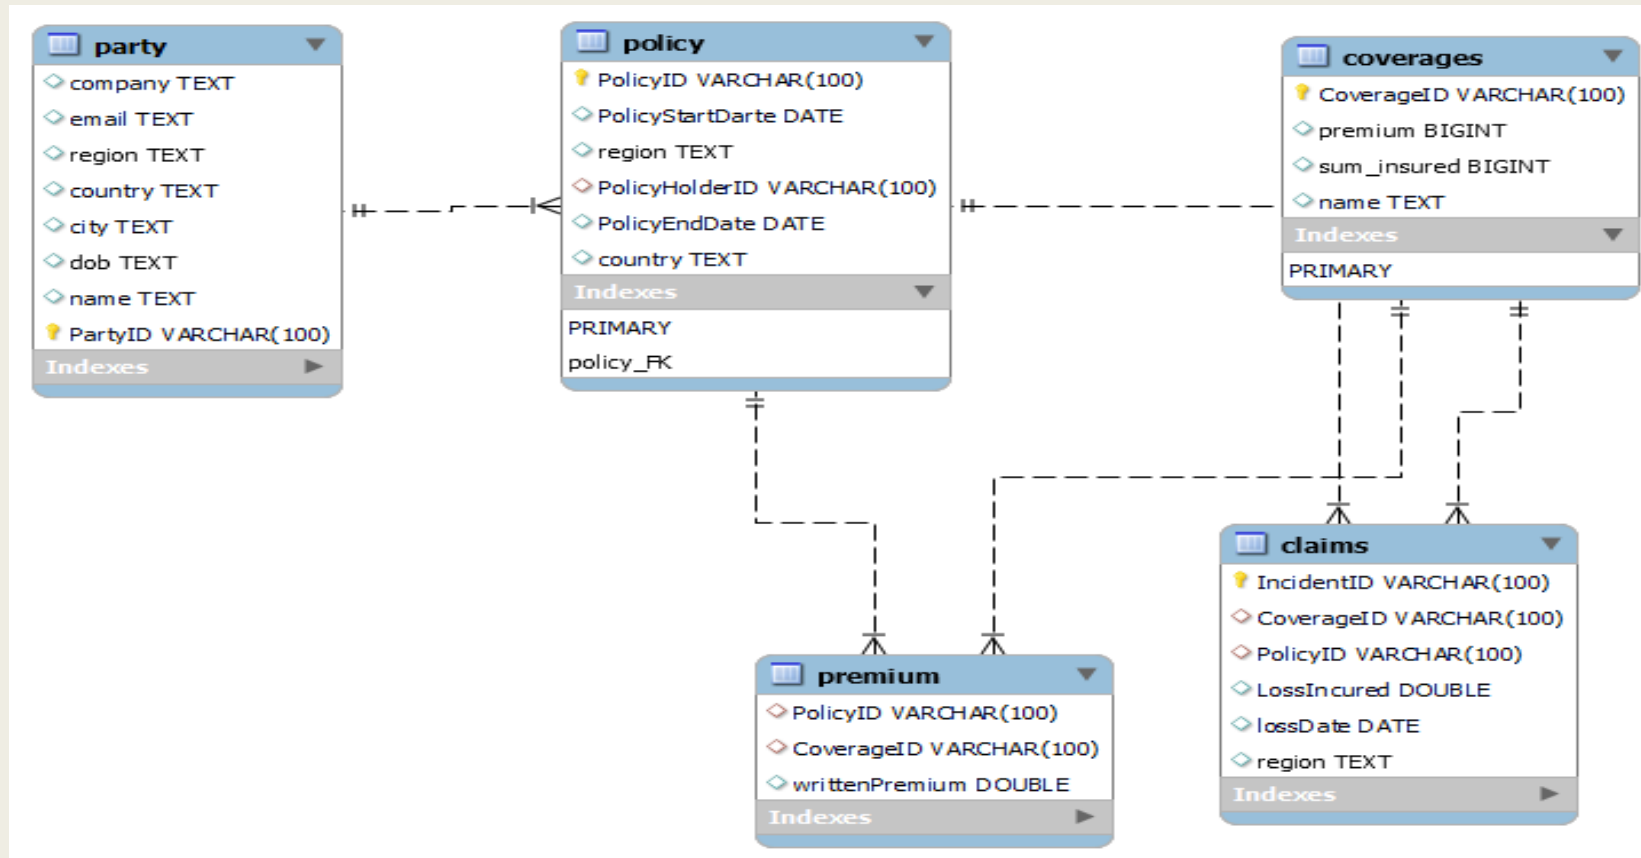 party
company TEXT
email TEXT
region TEXT
country TEXT
city TEXT
dob TEXT
name TEXT
PartyID VARCHAR(100)
Indexes
policy
PolicyID VARCHAR(100)
PolicyStartDarte DATE
region TEXT
PolicyHolderID VARCHAR(100)
PolicyEndDate DATE
country TEXT
Indexes
PRIMARY
policy_FK
coverages
CoverageID VARCHAR(100)
premium BIGINT
sum_insured BIGINT
name TEXT
Indexes
PRIMARY
premium
PolicyID VARCHAR(100)
CoverageID VARCHAR(100)
writtenPremium DOUBLE
Indexes
claims
IncidentID VARCHAR(100)
CoverageID VARCHAR(100)
PolicyID VARCHAR(100)
LossIncured DOUBLE
lossDate DATE
region TEXT
Indexes